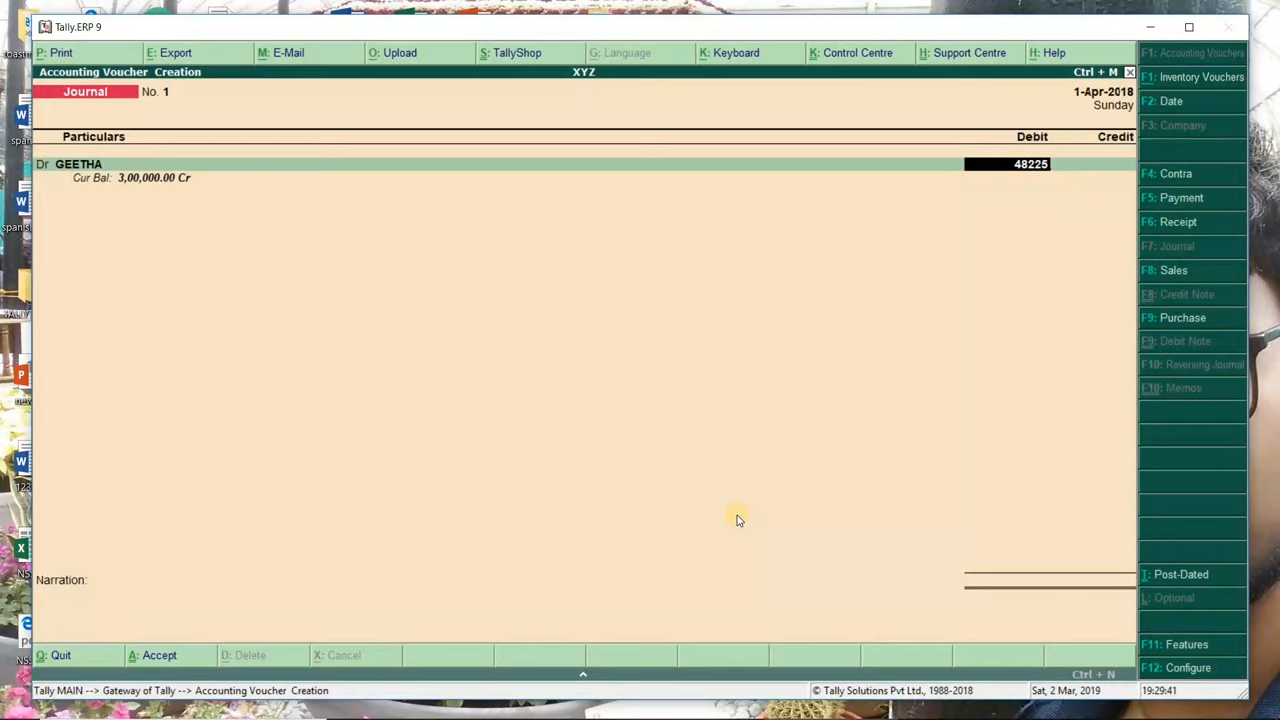 Tally.ERP 9
P: Print E: Export M: E-Mail O: Upload S: TallyShop G: Language K: Keyboard K: Control Centre H: Support Centre H: Help
Accounting Voucher Creation XYZ Ctrl + M
Journal No. 1 1-Apr-2018
Sunday
Particulars Debit Credit
Dr GEETHA 48225
Cur Bal: 3,00,000.00 Cr
Narration:
Q: Quit A: Accept D: Delete X: Cancel
Ctrl + N
Tally MAIN --> Gateway of Tally --> Accounting Voucher Creation © Tally Solutions Pvt Ltd., 1988-2018 Sat, 2 Mar, 2019 19:29:41
F1: Accounting Vouchers
F1: Inventory Vouchers
F2: Date
F3: Company
F4: Contra
F5: Payment
F6: Receipt
F7: Journal
F8: Sales
F8: Credit Note
F9: Purchase
F9: Debit Note
F10: Reversing Journal
F10: Memos
T: Post-Dated
L: Optional
F11: Features
F12: Configure